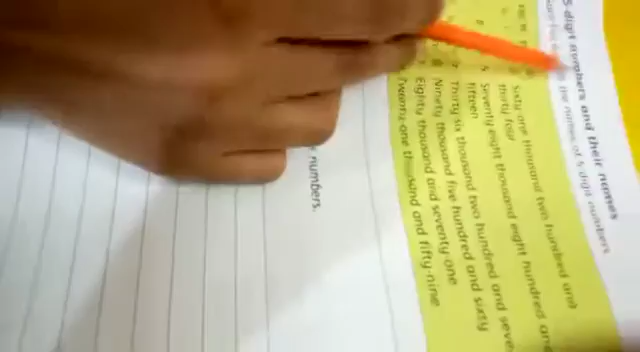 5-digit numbers and their names
the names of 5 digit numbers
Sixty one thousand two hundred and
thirty four
Seventy eight thousand eight hundred and
fifteen
Thirty six thousand two hundred and
Ninety thousand five hundred and sixty
Eighty thousand and seventy one
Twenty one thousand and fifty nine
numbers.